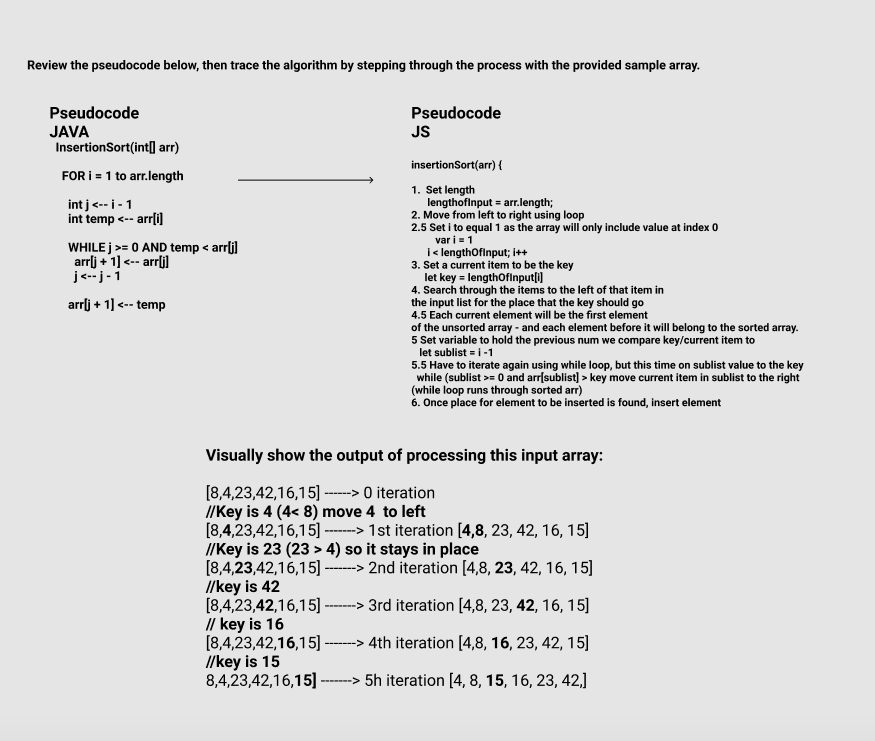 Review the pseudocode below, then trace the algorithm by stepping through the process with the provided sample array.
Pseudocode
JAVA
InsertionSort(int[] arr)
FOR i = 1 to arr.length
int j <-- i - 1
int temp <-- arr[i]
WHILE j >= 0 AND temp < arr[j]
arr[j + 1] <-- arr[j]
j <-- j - 1
arr[j + 1] <-- temp
Pseudocode
JS
insertionSort(arr) {
1. Set length
lengthofInput = arr.length;
2. Move from left to right using loop
2.5 Set i to equal 1 as the array will only include value at index 0
var i = 1
i < lengthOfInput; i++
3. Set a current item to be the key
let key = lengthOfInput[i]
4. Search through the items to the left of that item in
the input list for the place that the key should go
4.5 Each current element will be the first element
of the unsorted array - and each element before it will belong to the sorted array.
5 Set variable to hold the previous num we compare key/current item to
let sublist = i -1
5.5 Have to iterate again using while loop, but this time on sublist value to the key
while (sublist >= 0 and arr[sublist] > key move current item in sublist to the right
(while loop runs through sorted arr)
6. Once place for element to be inserted is found, insert element
Visually show the output of processing this input array:
[8,4,23,42,16,15] ------> 0 iteration
//Key is 4 (4< 8) move 4 to left
[8,4,23,42,16,15] -------> 1st iteration [4,8, 23, 42, 16, 15]
//Key is 23 (23 > 4) so it stays in place
[8,4,23,42,16,15] -------> 2nd iteration [4,8, 23, 42, 16, 15]
//key is 42
[8,4,23,42,16,15] -------> 3rd iteration [4,8, 23, 42, 16, 15]
// key is 16
[8,4,23,42,16,15] -------> 4th iteration [4,8, 16, 23, 42, 15]
//key is 15
8,4,23,42,16,15] -------> 5h iteration [4, 8, 15, 16, 23, 42,]